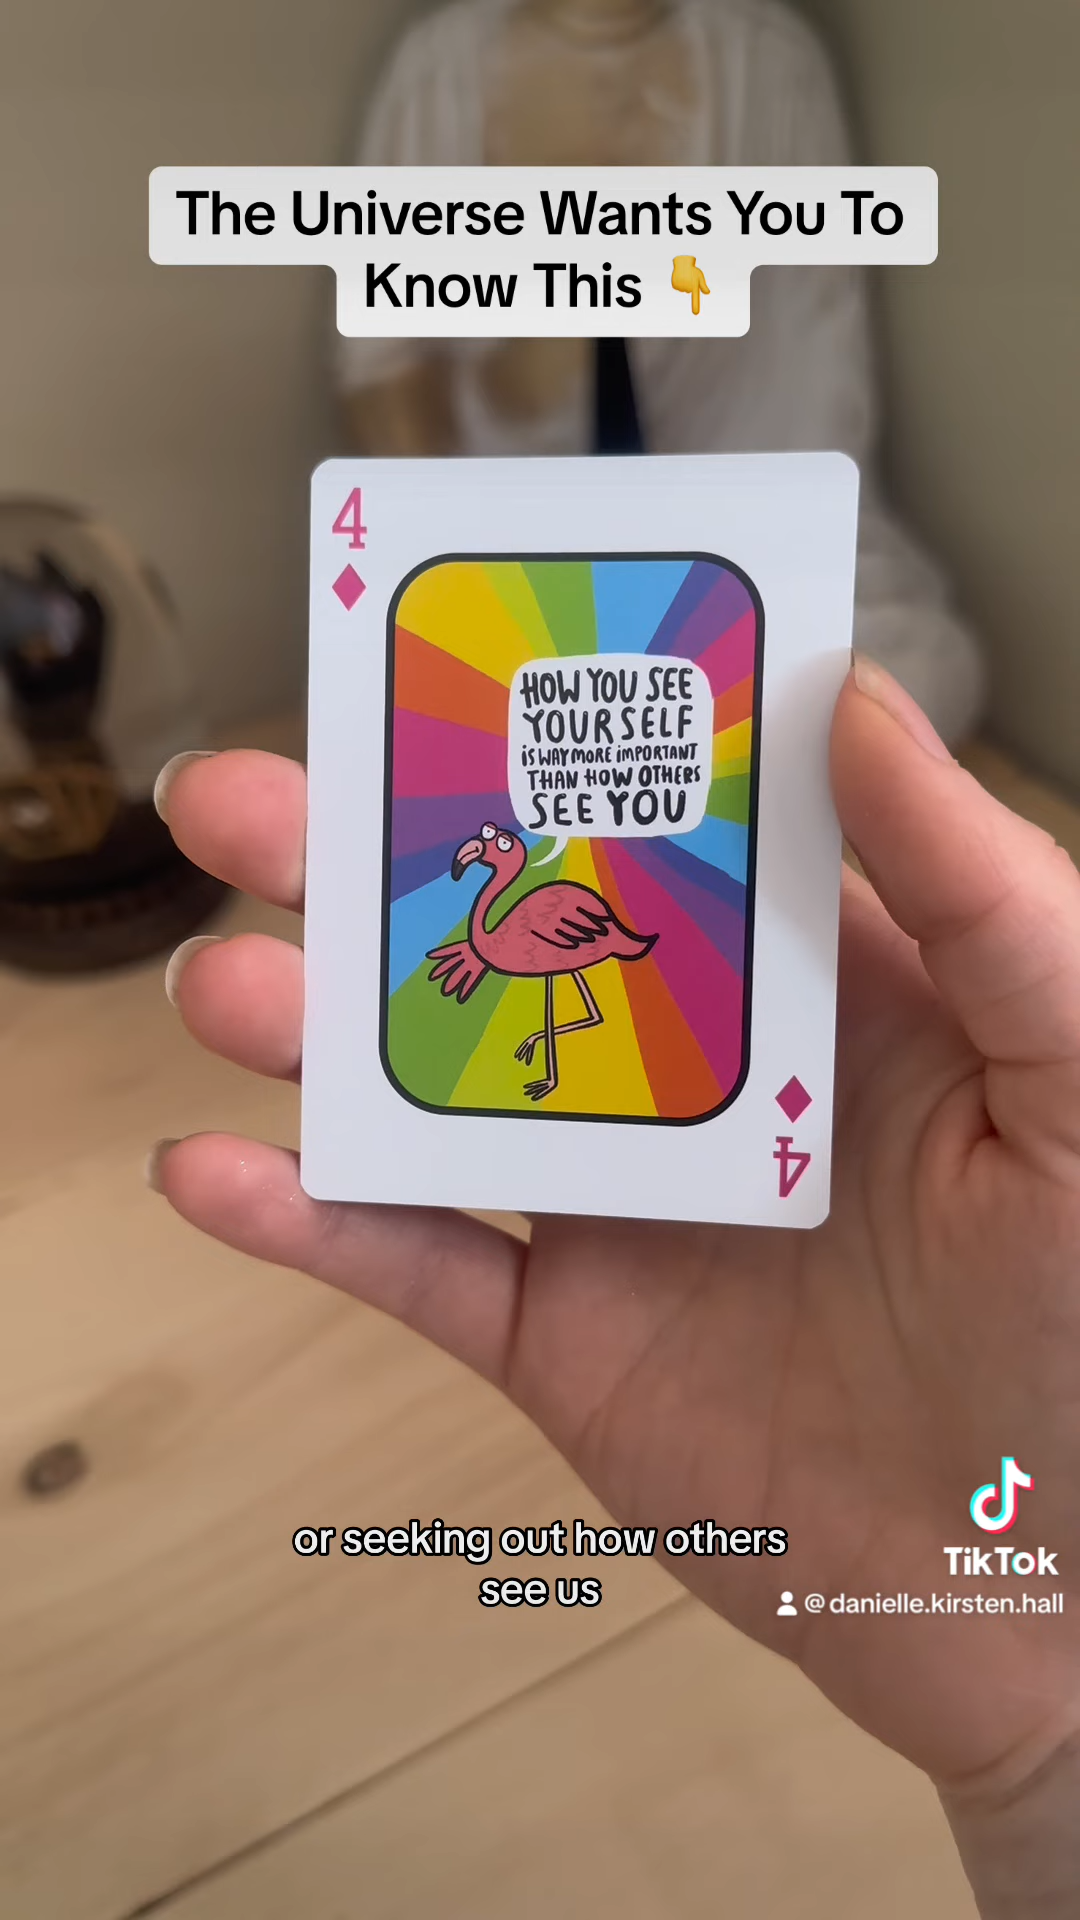 The Universe Wants You To
Know This 👇
4
HOW YOU SEE
YOURSELF
IS WAY MORE IMPORTANT
THAN HOW OTHERS
SEE YOU
4
or seeking out how others
see us
TikTok
@danielle.kirsten.hall